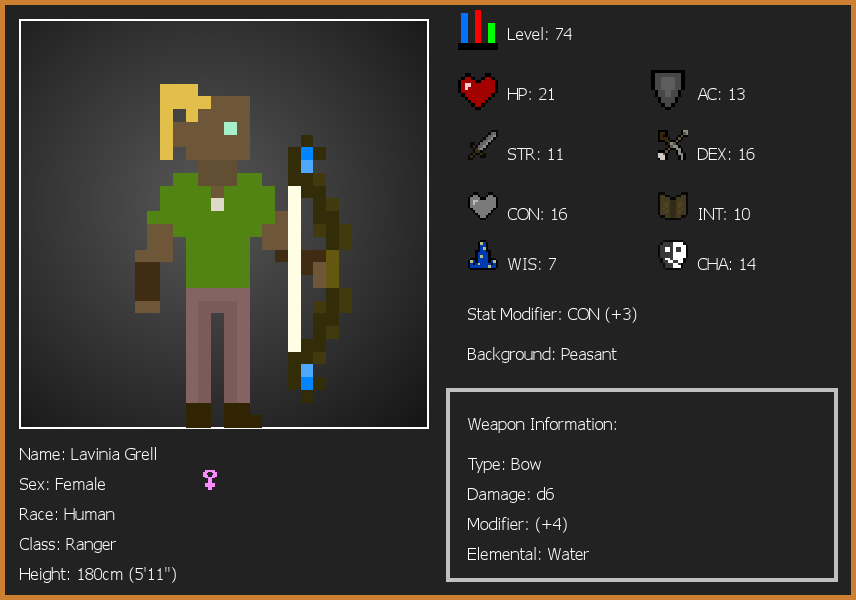 Level: 74
HP: 21
AC: 13
STR: 11
DEX: 16
CON: 16
INT: 10
WIS: 7
CHA: 14
Stat Modifier: CON (+3)
Background: Peasant
Name: Lavinia Grell
Sex: Female
Race: Human
Class: Ranger
Height: 180cm (5'11")
Weapon Information:
Type: Bow
Damage: d6
Modifier: (+4)
Elemental: Water